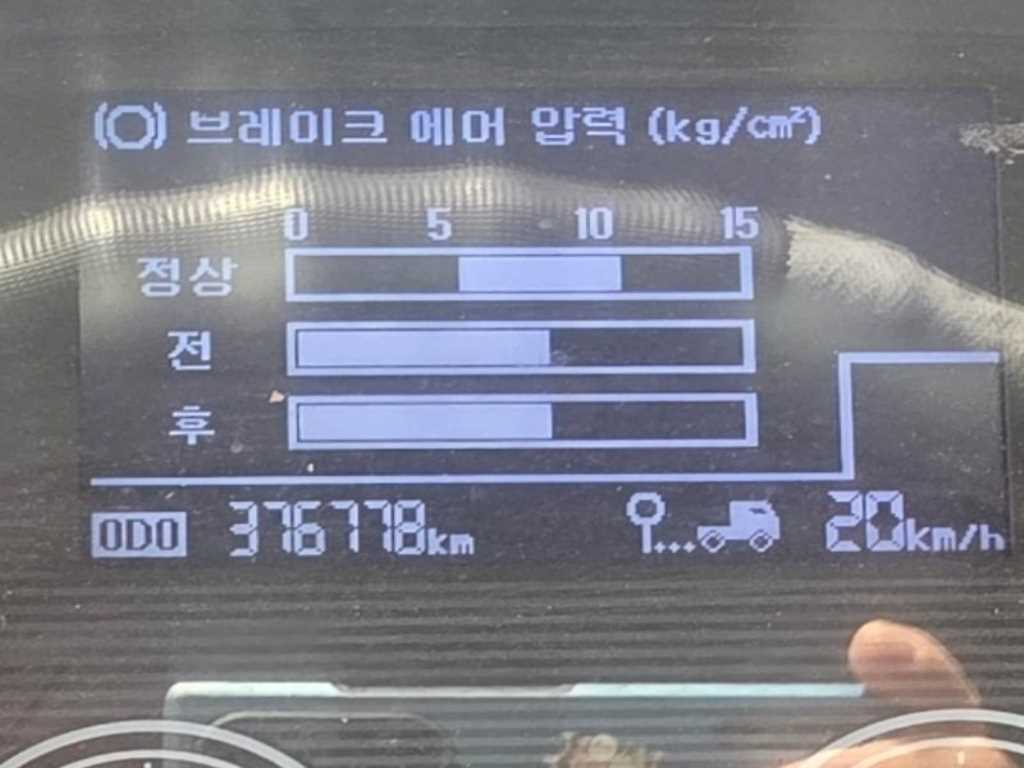 브레이크 에어 압력 (kg/cm²)
0 5 10 15
정상
전
후
ODO 376778km 20km/h